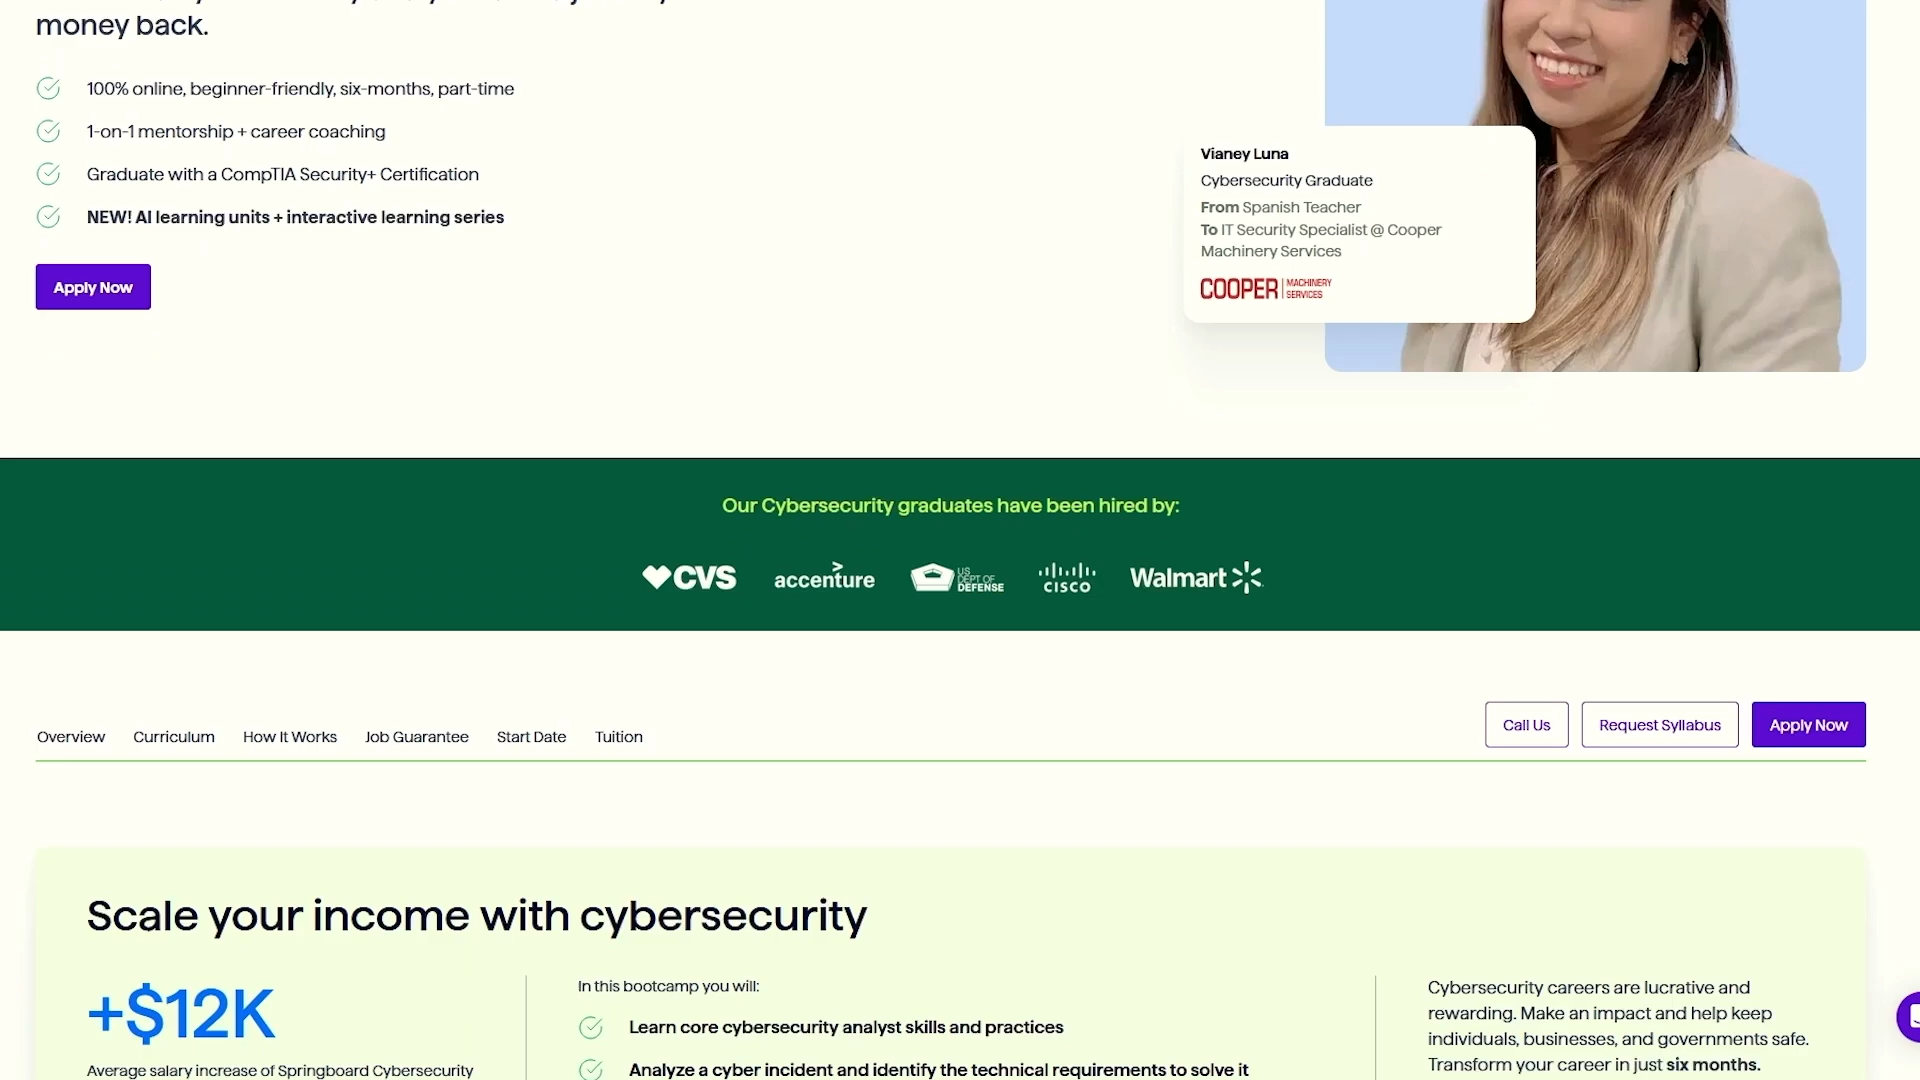 money back.
100% online, beginner-friendly, six-months, part-time
1-on-1 mentorship + career coaching
Graduate with a CompTIA Security+ Certification
NEW! AI learning units + interactive learning series
Apply Now
Vianey Luna
Cybersecurity Graduate
From Spanish Teacher
To IT Security Specialist @ Cooper
Machinery Services
COOPER MACHINERY SERVICES
Our Cybersecurity graduates have been hired by:
CVS accenture US DEPT OF DEFENSE CISCO Walmart
Overview Curriculum How It Works Job Guarantee Start Date Tuition
Call Us Request Syllabus Apply Now
Scale your income with cybersecurity
+$12K
Average salary increase of Springboard Cybersecurity
In this bootcamp you will:
Learn core cybersecurity analyst skills and practices
Analyze a cyber incident and identify the technical requirements to solve it
Cybersecurity careers are lucrative and
rewarding. Make an impact and help keep
individuals, businesses, and governments safe.
Transform your career in just six months.